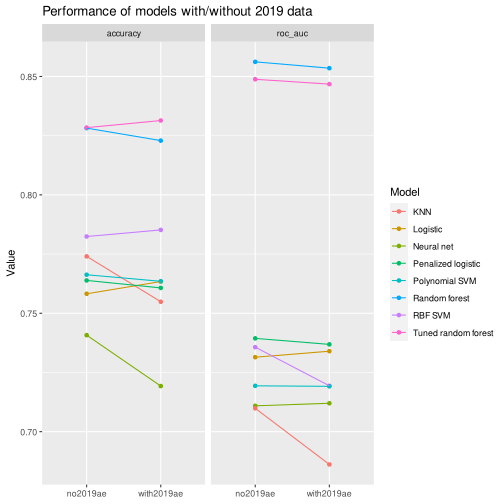 Performance of models with/without 2019 data
accuracy
roc_auc
Value
0.85
0.80
0.75
0.70
no2019ae
with2019ae
no2019ae
with2019ae
Model
KNN
Logistic
Neural net
Penalized logistic
Polynomial SVM
Random forest
RBF SVM
Tuned random forest